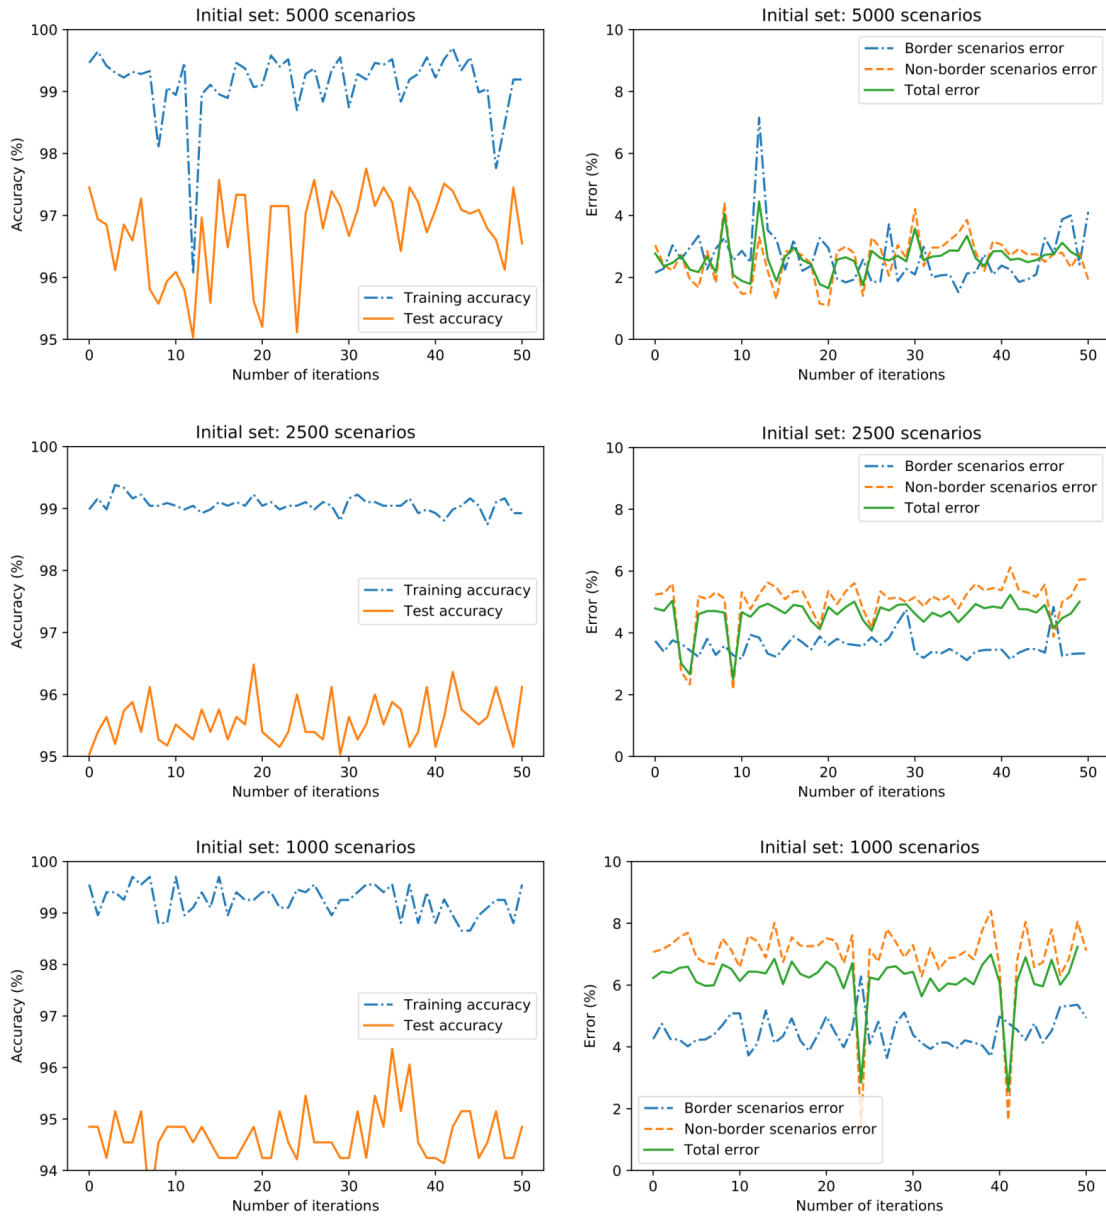 Initial set: 5000 scenarios
100
99
98
97
96
95
Accuracy (%)
Training accuracy
Test accuracy
0 10 20 30 40 50
Number of iterations
Initial set: 5000 scenarios
10
8
6
4
2
0
Error (%)
Border scenarios error
Non-border scenarios error
Total error
0 10 20 30 40 50
Number of iterations
Initial set: 2500 scenarios
100
99
98
97
96
95
Accuracy (%)
Training accuracy
Test accuracy
0 10 20 30 40 50
Number of iterations
Initial set: 2500 scenarios
10
8
6
4
2
0
Error (%)
Border scenarios error
Non-border scenarios error
Total error
0 10 20 30 40 50
Number of iterations
Initial set: 1000 scenarios
100
99
98
97
96
95
94
Accuracy (%)
Training accuracy
Test accuracy
0 10 20 30 40 50
Number of iterations
Initial set: 1000 scenarios
10
8
6
4
2
0
Error (%)
Border scenarios error
Non-border scenarios error
Total error
0 10 20 30 40 50
Number of iterations